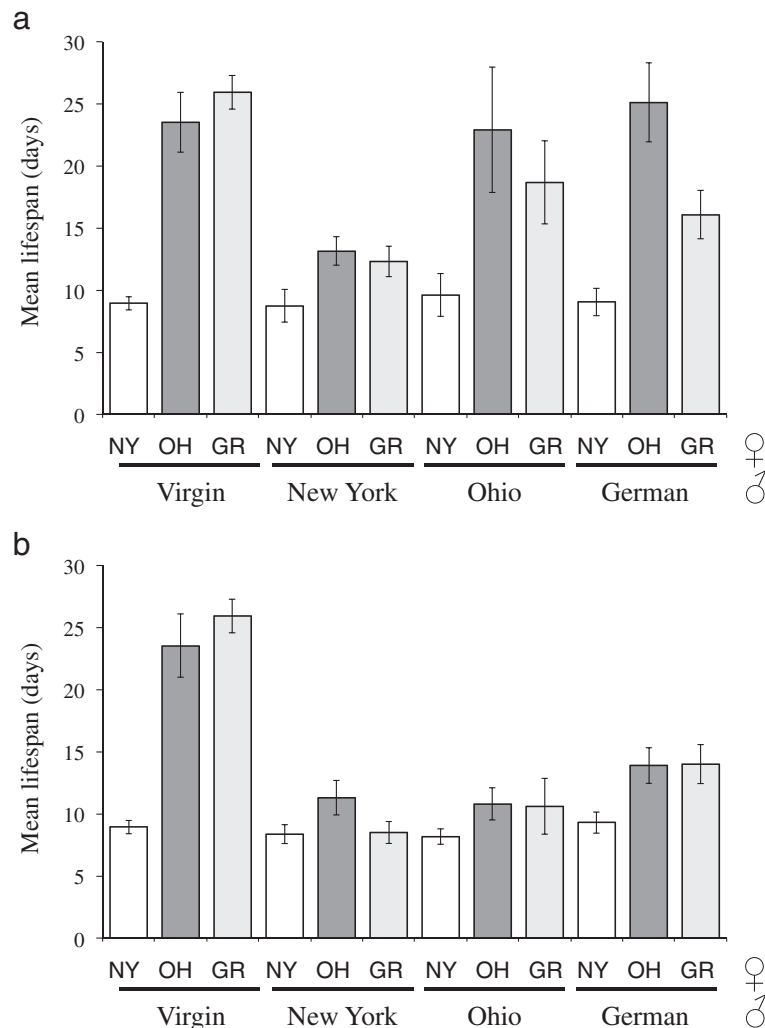 a
Mean lifespan (days)
30
25
20
15
10
5
0
NY OH GR NY OH GR NY OH GR NY OH GR ♀
Virgin New York Ohio German ♂
b
Mean lifespan (days)
30
25
20
15
10
5
0
NY OH GR NY OH GR NY OH GR NY OH GR ♀
Virgin New York Ohio German ♂